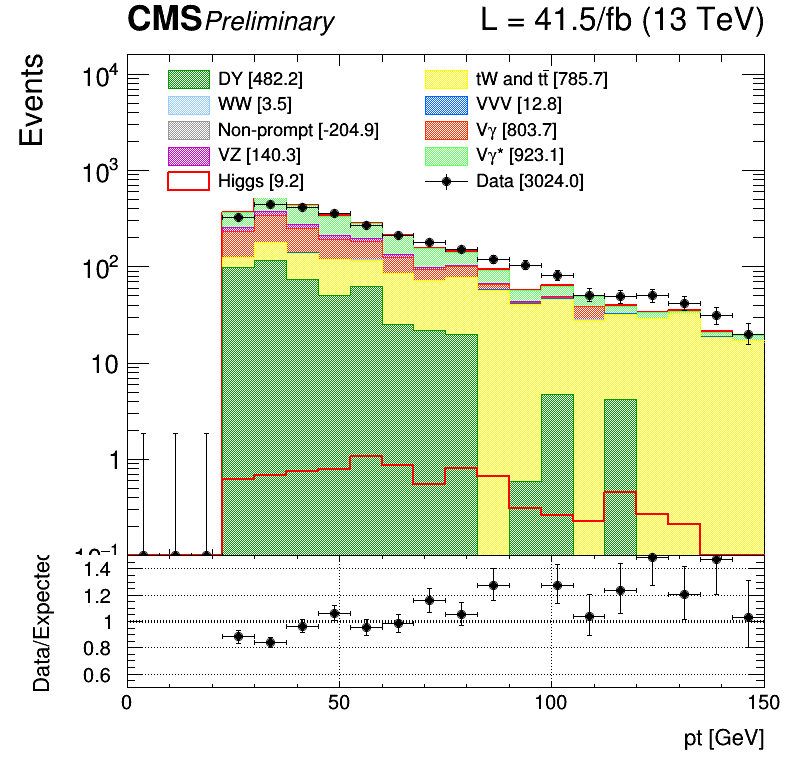 CMS Preliminary L = 41.5/fb (13 TeV)
Events
10⁴
10³
10²
10
1
10⁻¹
DY [482.2] tW and tt̄ [785.7]
WW [3.5] VVV [12.8]
Non-prompt [-204.9] Vγ [803.7]
VZ [140.3] Vγ* [923.1]
Higgs [9.2] Data [3024.0]
Data/Expected
1.4
1.2
1
0.8
0.6
0 50 100 150
pt [GeV]